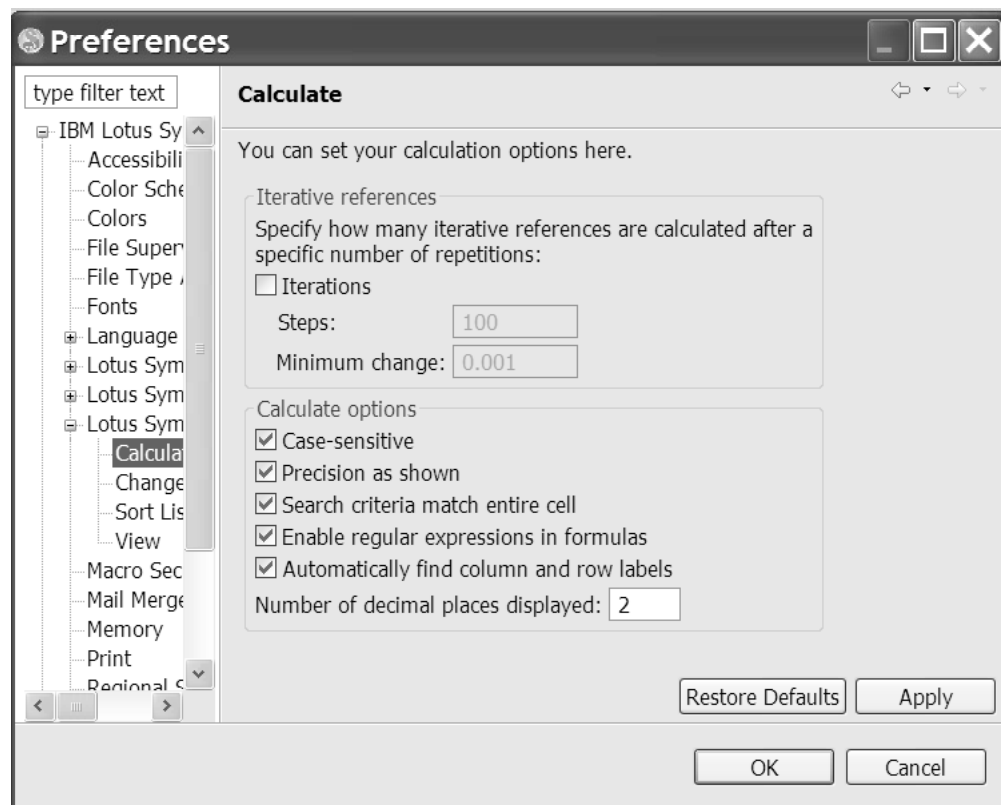 Preferences
type filter text
IBM Lotus Sy
Accessibili
Color Sche
Colors
File Super
File Type
Fonts
Language
Lotus Sym
Lotus Sym
Lotus Sym
Calcula
Change
Sort Lis
View
Macro Sec
Mail Merge
Memory
Print
Regional S
Calculate
You can set your calculation options here.
Iterative references
Specify how many iterative references are calculated after a
specific number of repetitions:
Iterations
Steps: 100
Minimum change: 0.001
Calculate options
Case-sensitive
Precision as shown
Search criteria match entire cell
Enable regular expressions in formulas
Automatically find column and row labels
Number of decimal places displayed: 2
Restore Defaults Apply
OK Cancel